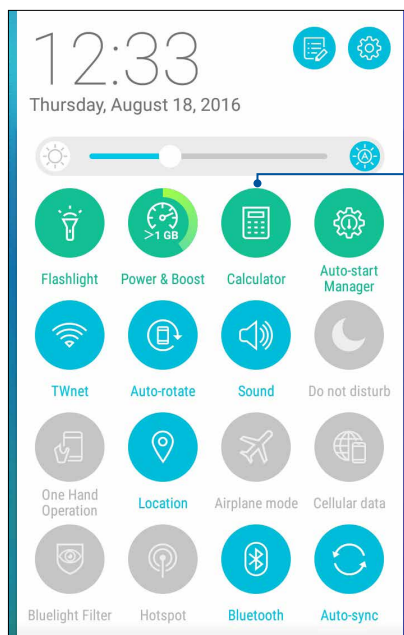 12:33
Thursday, August 18, 2016
A
>1 GB
Flashlight
Power & Boost
Calculator
Auto-start
Manager
TWnet
Auto-rotate
Sound
Do not disturb
One Hand
Operation
Location
Airplane mode
Cellular data
Bluelight Filter
Hotspot
Bluetooth
Auto-sync